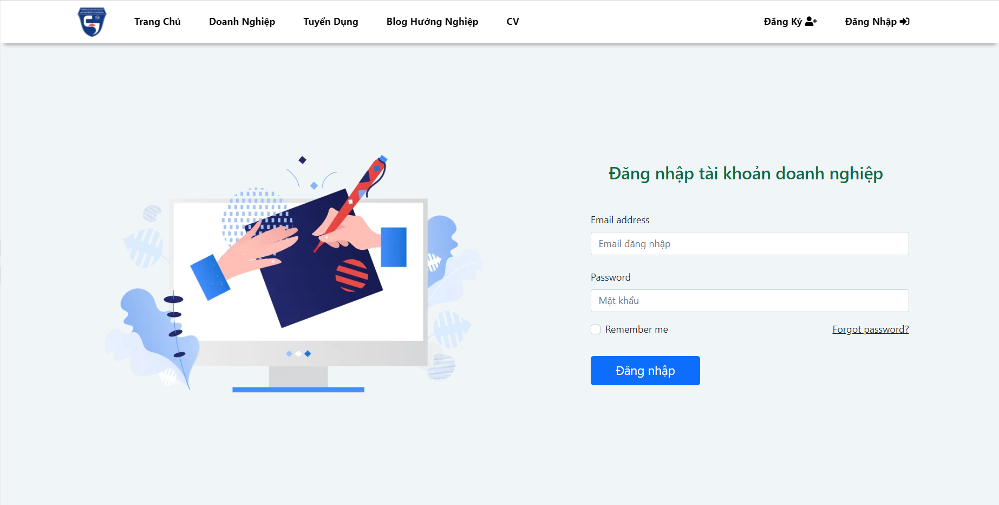 Trang Chủ
Doanh Nghiệp
Tuyển Dụng
Blog Hướng Nghiệp
CV
Đăng Ký
Đăng Nhập
Đăng nhập tài khoản doanh nghiệp
Email address
Email đăng nhập
Password
Mật khẩu
Remember me
Forgot password?
Đăng nhập